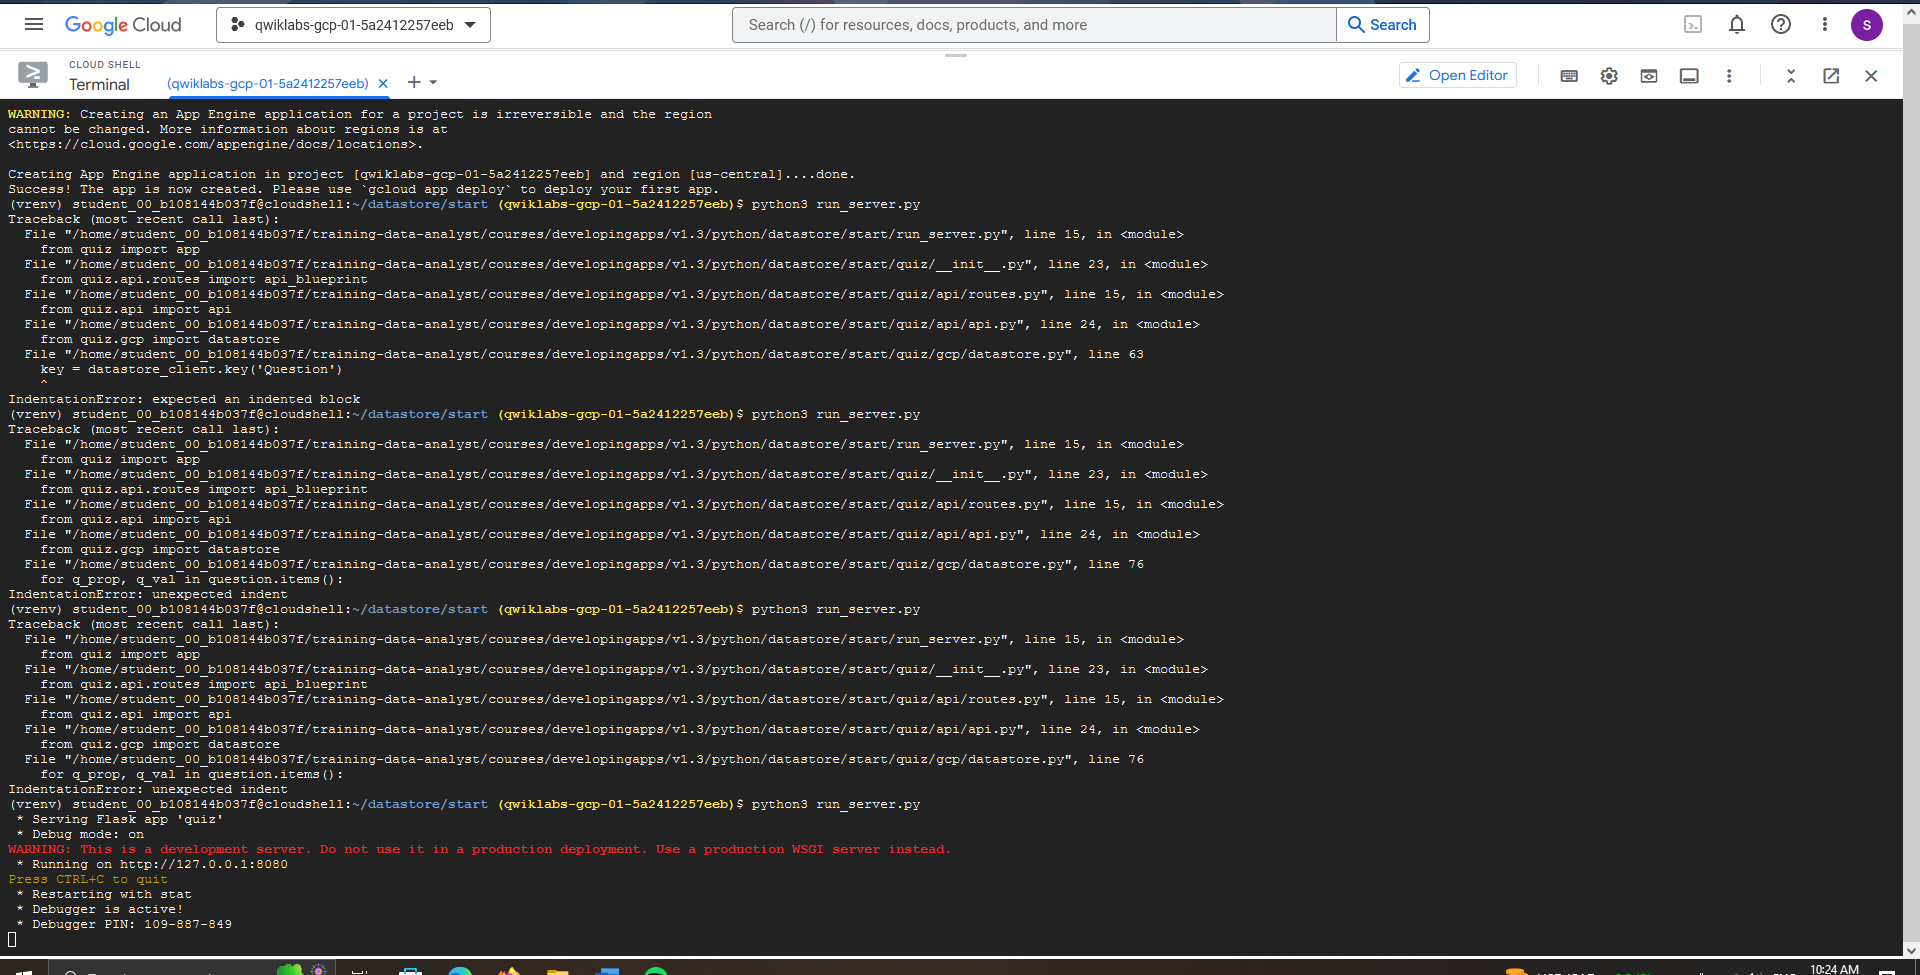 Google Cloud
qwiklabs-gcp-01-5a2412257eeb
Search (/) for resources, docs, products, and more
Search
S
CLOUD SHELL
Terminal
(qwiklabs-gcp-01-5a2412257eeb)
Open Editor
WARNING: Creating an App Engine application for a project is irreversible and the region
cannot be changed. More information about regions is at
<https://cloud.google.com/appengine/docs/locations>.
Creating App Engine application in project [qwiklabs-gcp-01-5a2412257eeb] and region [us-central]....done.
Success! The app is now created. Please use `gcloud app deploy` to deploy your first app.
(vrenv) student_00_b108144b037f@cloudshell:~/datastore/start (qwiklabs-gcp-01-5a2412257eeb)$ python3 run_server.py
Traceback (most recent call last):
  File "/home/student_00_b108144b037f/training-data-analyst/courses/developingapps/v1.3/python/datastore/start/run_server.py", line 15, in <module>
    from quiz import app
  File "/home/student_00_b108144b037f/training-data-analyst/courses/developingapps/v1.3/python/datastore/start/quiz/__init__.py", line 23, in <module>
    from quiz.api.routes import api_blueprint
  File "/home/student_00_b108144b037f/training-data-analyst/courses/developingapps/v1.3/python/datastore/start/quiz/api/routes.py", line 15, in <module>
    from quiz.api import api
  File "/home/student_00_b108144b037f/training-data-analyst/courses/developingapps/v1.3/python/datastore/start/quiz/api/api.py", line 24, in <module>
    from quiz.gcp import datastore
  File "/home/student_00_b108144b037f/training-data-analyst/courses/developingapps/v1.3/python/datastore/start/quiz/gcp/datastore.py", line 63
    key = datastore_client.key('Question')
    ^
IndentationError: expected an indented block
(vrenv) student_00_b108144b037f@cloudshell:~/datastore/start (qwiklabs-gcp-01-5a2412257eeb)$ python3 run_server.py
Traceback (most recent call last):
  File "/home/student_00_b108144b037f/training-data-analyst/courses/developingapps/v1.3/python/datastore/start/run_server.py", line 15, in <module>
    from quiz import app
  File "/home/student_00_b108144b037f/training-data-analyst/courses/developingapps/v1.3/python/datastore/start/quiz/__init__.py", line 23, in <module>
    from quiz.api.routes import api_blueprint
  File "/home/student_00_b108144b037f/training-data-analyst/courses/developingapps/v1.3/python/datastore/start/quiz/api/routes.py", line 15, in <module>
    from quiz.api import api
  File "/home/student_00_b108144b037f/training-data-analyst/courses/developingapps/v1.3/python/datastore/start/quiz/api/api.py", line 24, in <module>
    from quiz.gcp import datastore
  File "/home/student_00_b108144b037f/training-data-analyst/courses/developingapps/v1.3/python/datastore/start/quiz/gcp/datastore.py", line 76
    for q_prop, q_val in question.items():
IndentationError: unexpected indent
(vrenv) student_00_b108144b037f@cloudshell:~/datastore/start (qwiklabs-gcp-01-5a2412257eeb)$ python3 run_server.py
Traceback (most recent call last):
  File "/home/student_00_b108144b037f/training-data-analyst/courses/developingapps/v1.3/python/datastore/start/run_server.py", line 15, in <module>
    from quiz import app
  File "/home/student_00_b108144b037f/training-data-analyst/courses/developingapps/v1.3/python/datastore/start/quiz/__init__.py", line 23, in <module>
    from quiz.api.routes import api_blueprint
  File "/home/student_00_b108144b037f/training-data-analyst/courses/developingapps/v1.3/python/datastore/start/quiz/api/routes.py", line 15, in <module>
    from quiz.api import api
  File "/home/student_00_b108144b037f/training-data-analyst/courses/developingapps/v1.3/python/datastore/start/quiz/api/api.py", line 24, in <module>
    from quiz.gcp import datastore
  File "/home/student_00_b108144b037f/training-data-analyst/courses/developingapps/v1.3/python/datastore/start/quiz/gcp/datastore.py", line 76
    for q_prop, q_val in question.items():
IndentationError: unexpected indent
(vrenv) student_00_b108144b037f@cloudshell:~/datastore/start (qwiklabs-gcp-01-5a2412257eeb)$ python3 run_server.py
 * Serving Flask app 'quiz'
 * Debug mode: on
WARNING: This is a development server. Do not use it in a production deployment. Use a production WSGI server instead.
 * Running on http://127.0.0.1:8080
Press CTRL+C to quit
 * Restarting with stat
 * Debugger is active!
 * Debugger PIN: 109-887-849
10:24 AM